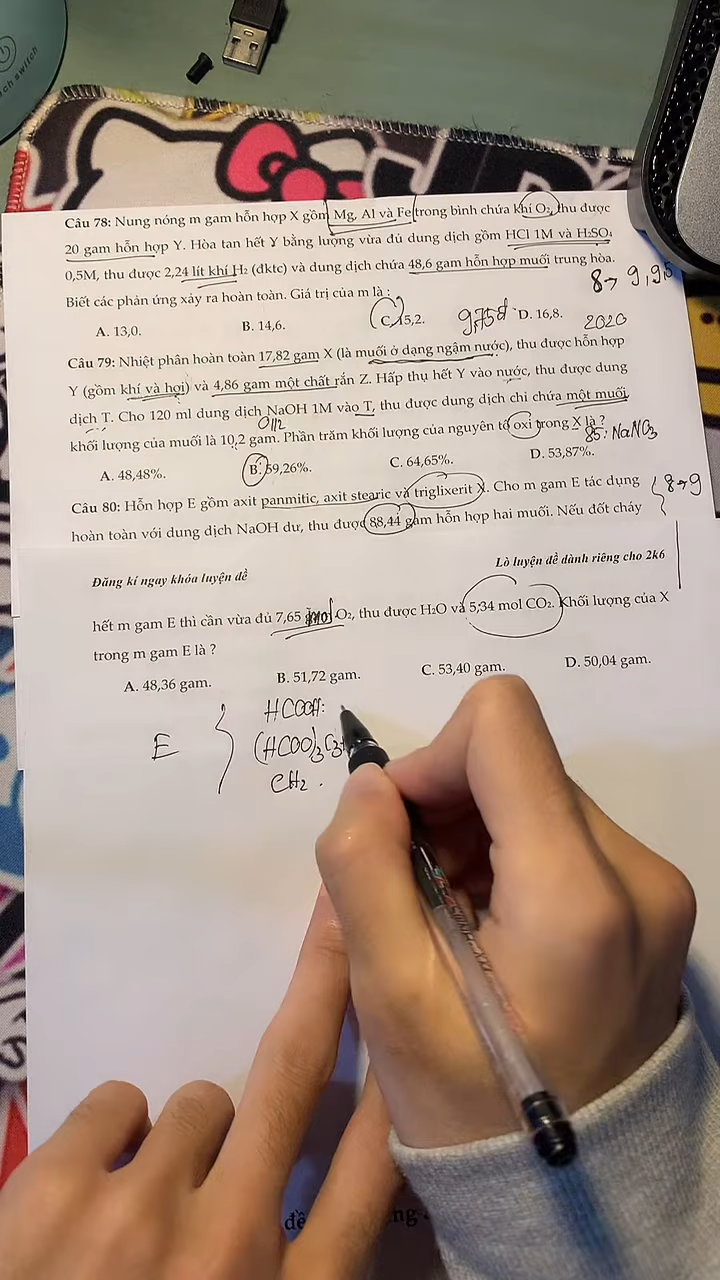 ach switch
Câu 78: Nung nóng m gam hỗn hợp X gồm Mg, Al và Fe trong bình chứa khí O₂, thu được
20 gam hỗn hợp Y. Hòa tan hết Y bằng lượng vừa đủ dung dịch gồm HCl 1M và H₂SO₄
0,5M, thu được 2,24 lít khí H₂ (đktc) và dung dịch chứa 48,6 gam hỗn hợp muối trung hòa.
Biết các phản ứng xảy ra hoàn toàn. Giá trị của m là :
8→ 9,95
A. 13,0. B. 14,6. C. 15,2. 9,75đ D. 16,8.
2020
Câu 79: Nhiệt phân hoàn toàn 17,82 gam X (là muối ở dạng ngậm nước), thu được hỗn hợp
Y (gồm khí và hơi) và 4,86 gam một chất rắn Z. Hấp thụ hết Y vào nước, thu được dung
dịch T. Cho 120 ml dung dịch NaOH 1M vào T, thu được dung dịch chỉ chứa một muối,
0,12
khối lượng của muối là 10,2 gam. Phần trăm khối lượng của nguyên tố oxi trong X là ?
85: NaNO₃
A. 48,48%. B. 59,26%. C. 64,65%. D. 53,87%.
Câu 80: Hỗn hợp E gồm axit panmitic, axit stearic và triglixerit X. Cho m gam E tác dụng
8→9
hoàn toàn với dung dịch NaOH dư, thu được 88,44 gam hỗn hợp hai muối. Nếu đốt cháy
Đăng kí ngay khóa luyện đề Lò luyện đề dành riêng cho 2k6
hết m gam E thì cần vừa đủ 7,65 mol O₂, thu được H₂O và 5,34 mol CO₂. Khối lượng của X
trong m gam E là ?
A. 48,36 gam. B. 51,72 gam. C. 53,40 gam. D. 50,04 gam.
HCOOH:
E (HCOO)₃C₃
CH₂.
đề